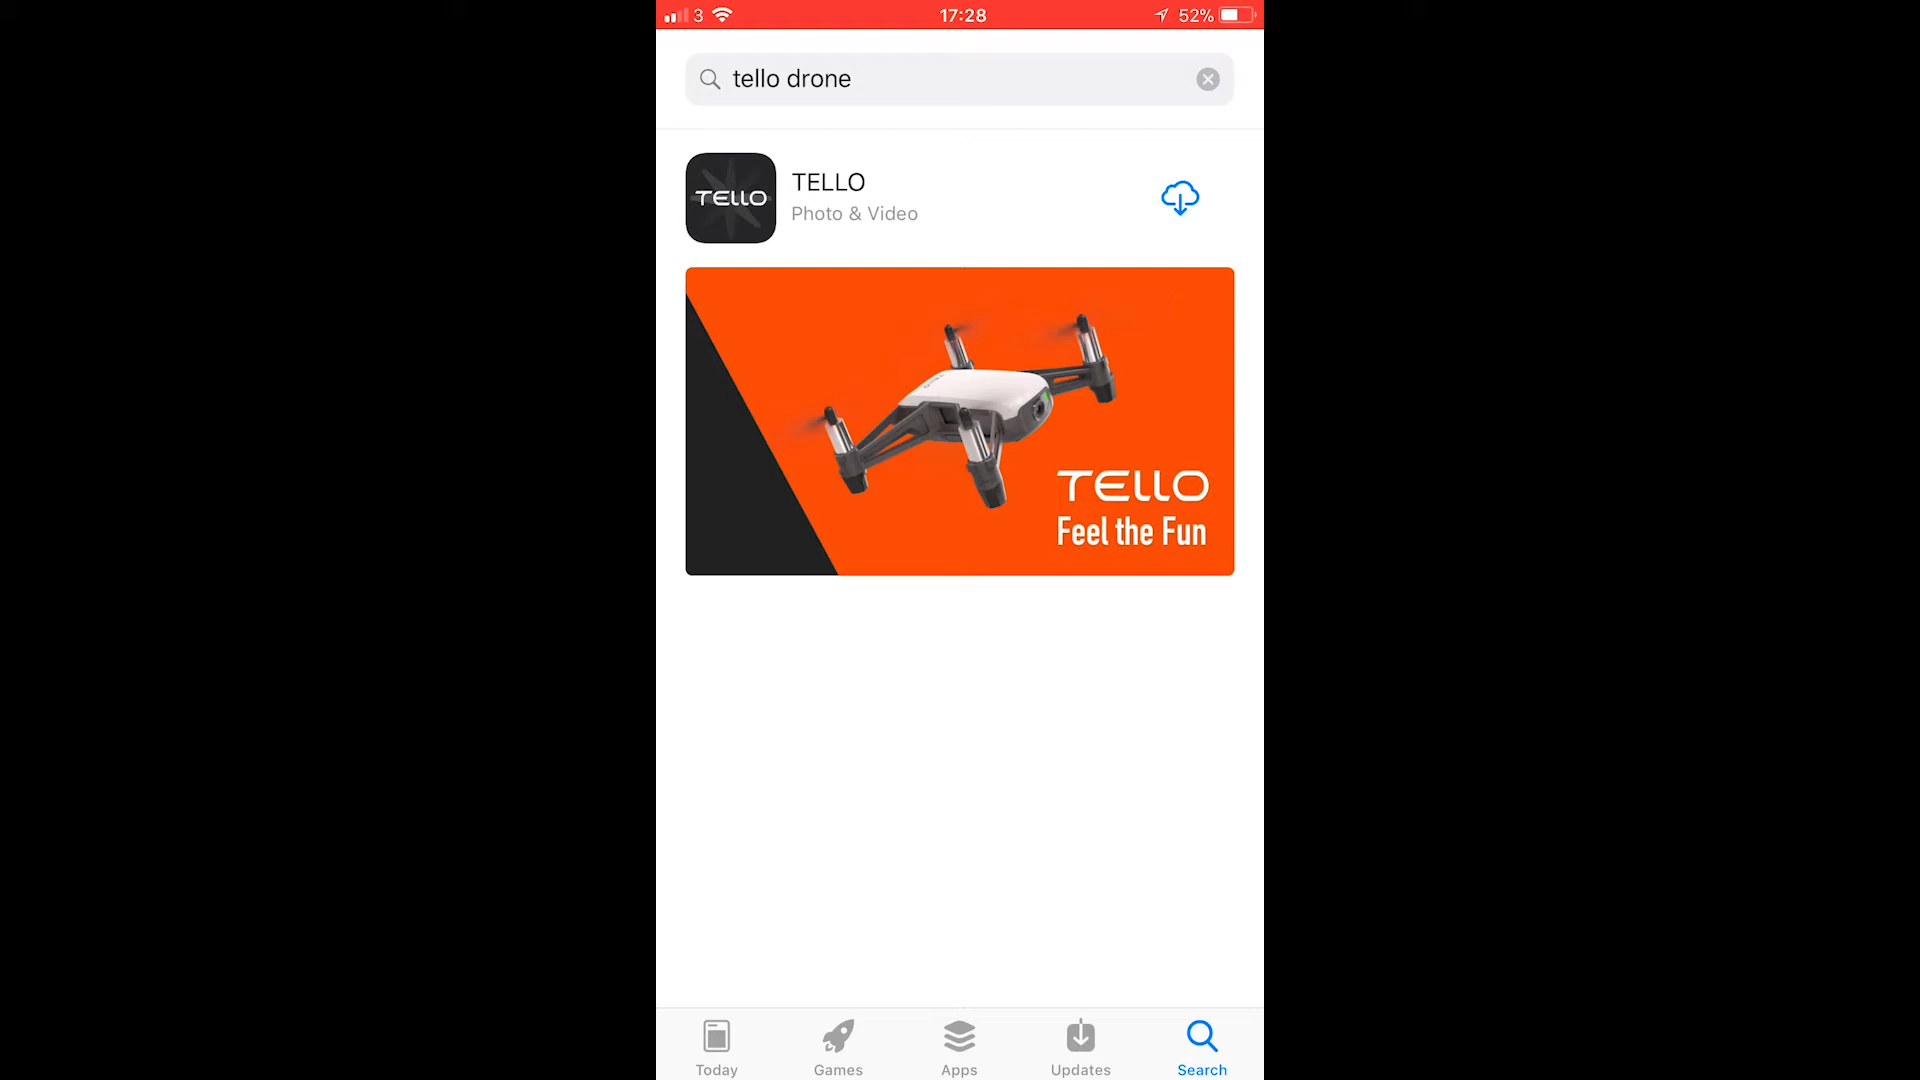 3 17:28 52%
tello drone
TELLO
TELLO
Photo & Video
TELLO
TELLO
Feel the Fun
Today Games Apps Updates Search